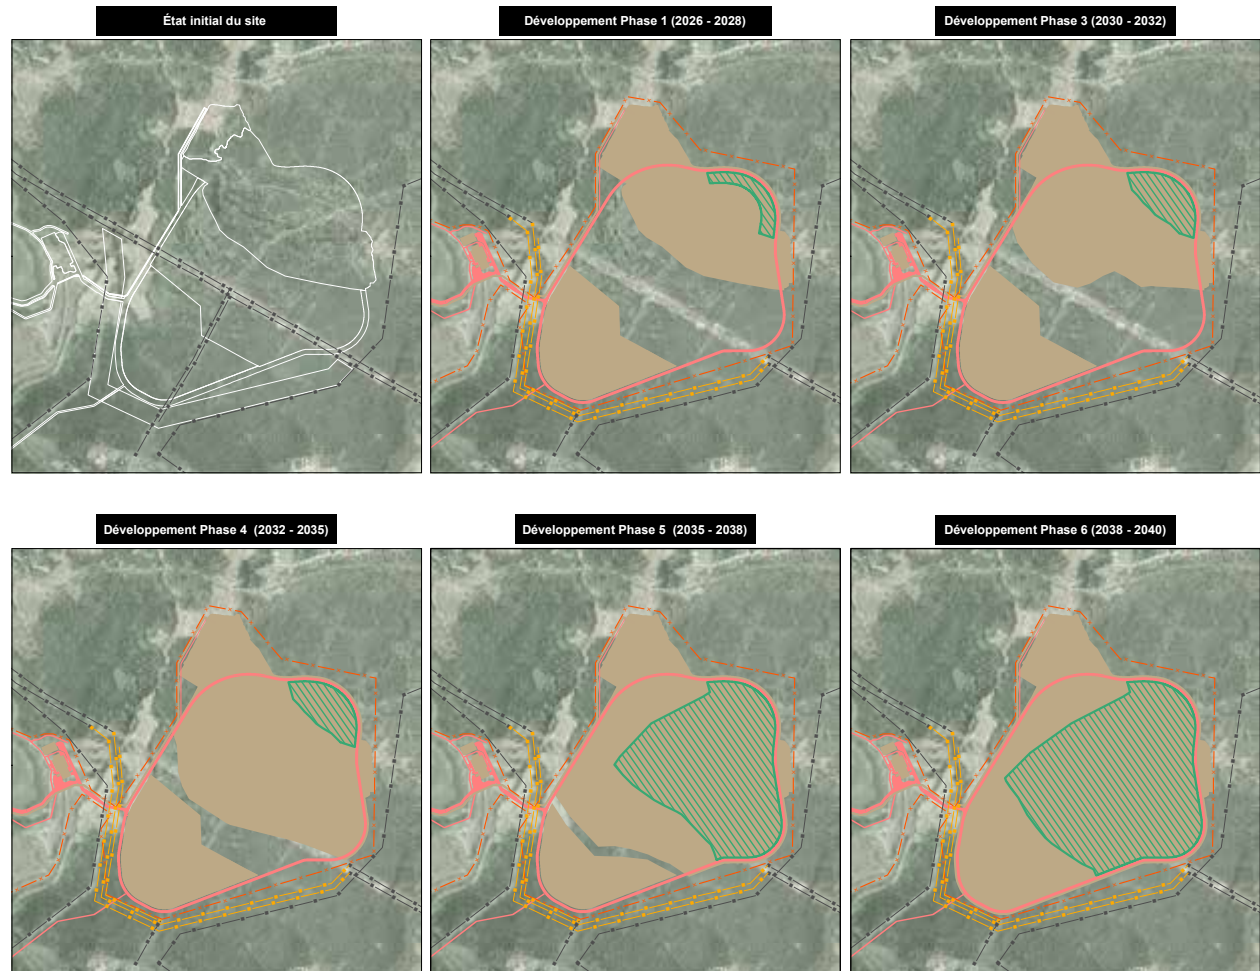 État initial du site
Développement Phase 1 (2026 - 2028)
Développement Phase 3 (2030 - 2032)
Développement Phase 4  (2032 - 2035)
Développement Phase 5  (2035 - 2038)
Développement Phase 6 (2038 - 2040)